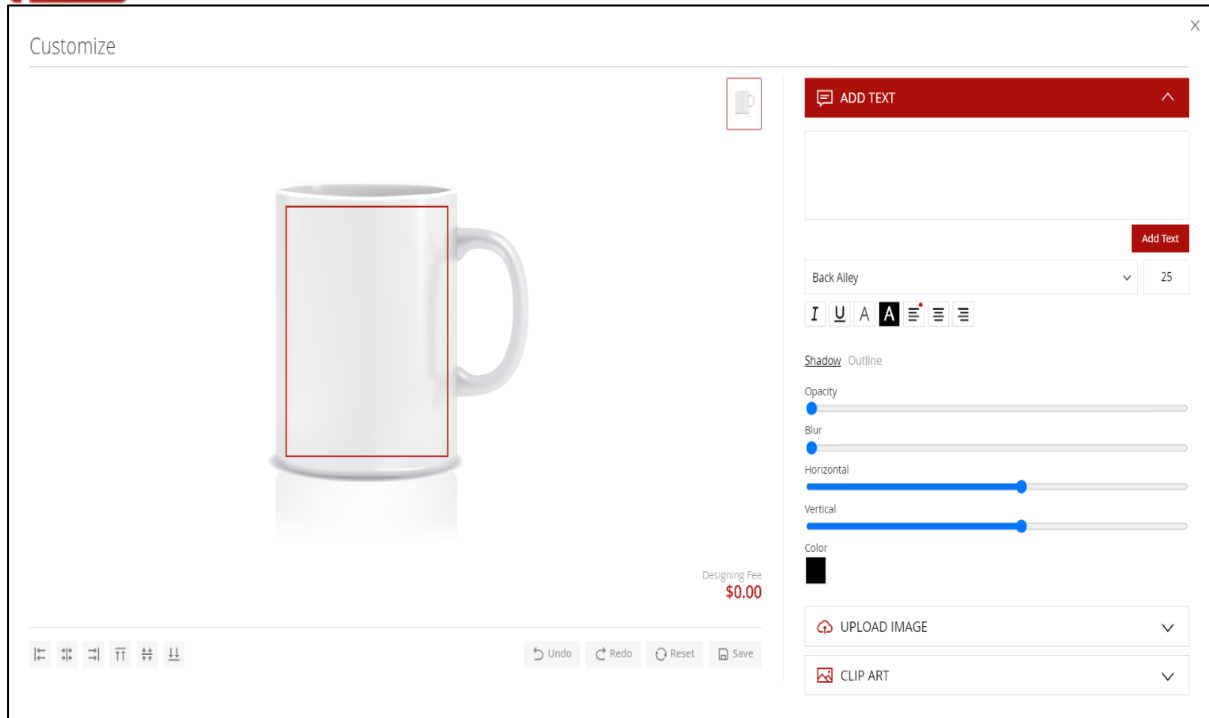 X
Customize
ADD TEXT
Add Text
Back Alley
25
I U A A
Shadow Outline
Opacity
Blur
Horizontal
Vertical
Color
Designing Fee
$0.00
UPLOAD IMAGE
Undo Redo Reset Save
CLIP ART